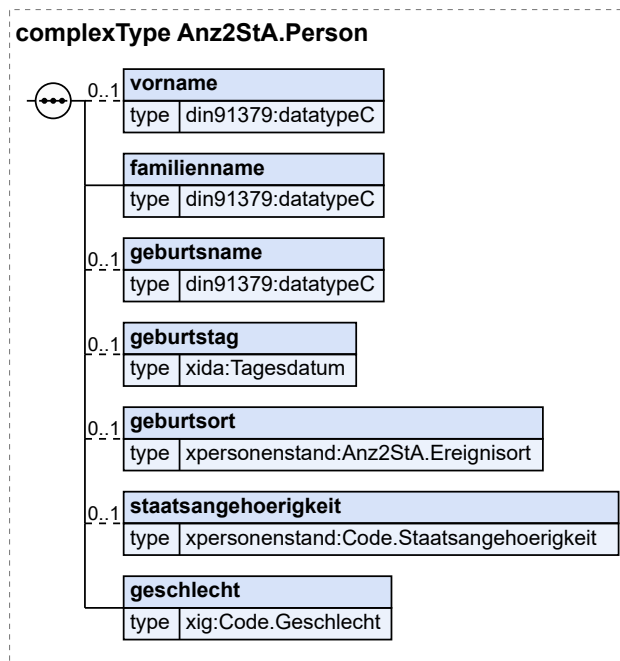 complexType Anz2StA.Person
0..1 vorname
type din91379:datatypeC
familienname
type din91379:datatypeC
0..1 geburtsname
type din91379:datatypeC
0..1 geburtstag
type xida:Tagesdatum
0..1 geburtsort
type xpersonenstand:Anz2StA.Ereignisort
0..1 staatsangehoerigkeit
type xpersonenstand:Code.Staatsangehoerigkeit
geschlecht
type xig:Code.Geschlecht